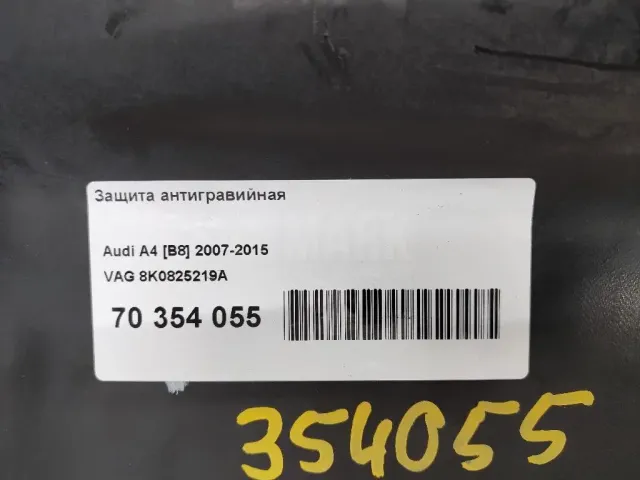 Защита антигравийная
Audi A4 [B8] 2007-2015
VAG 8K0825219A
70 354 055
354055